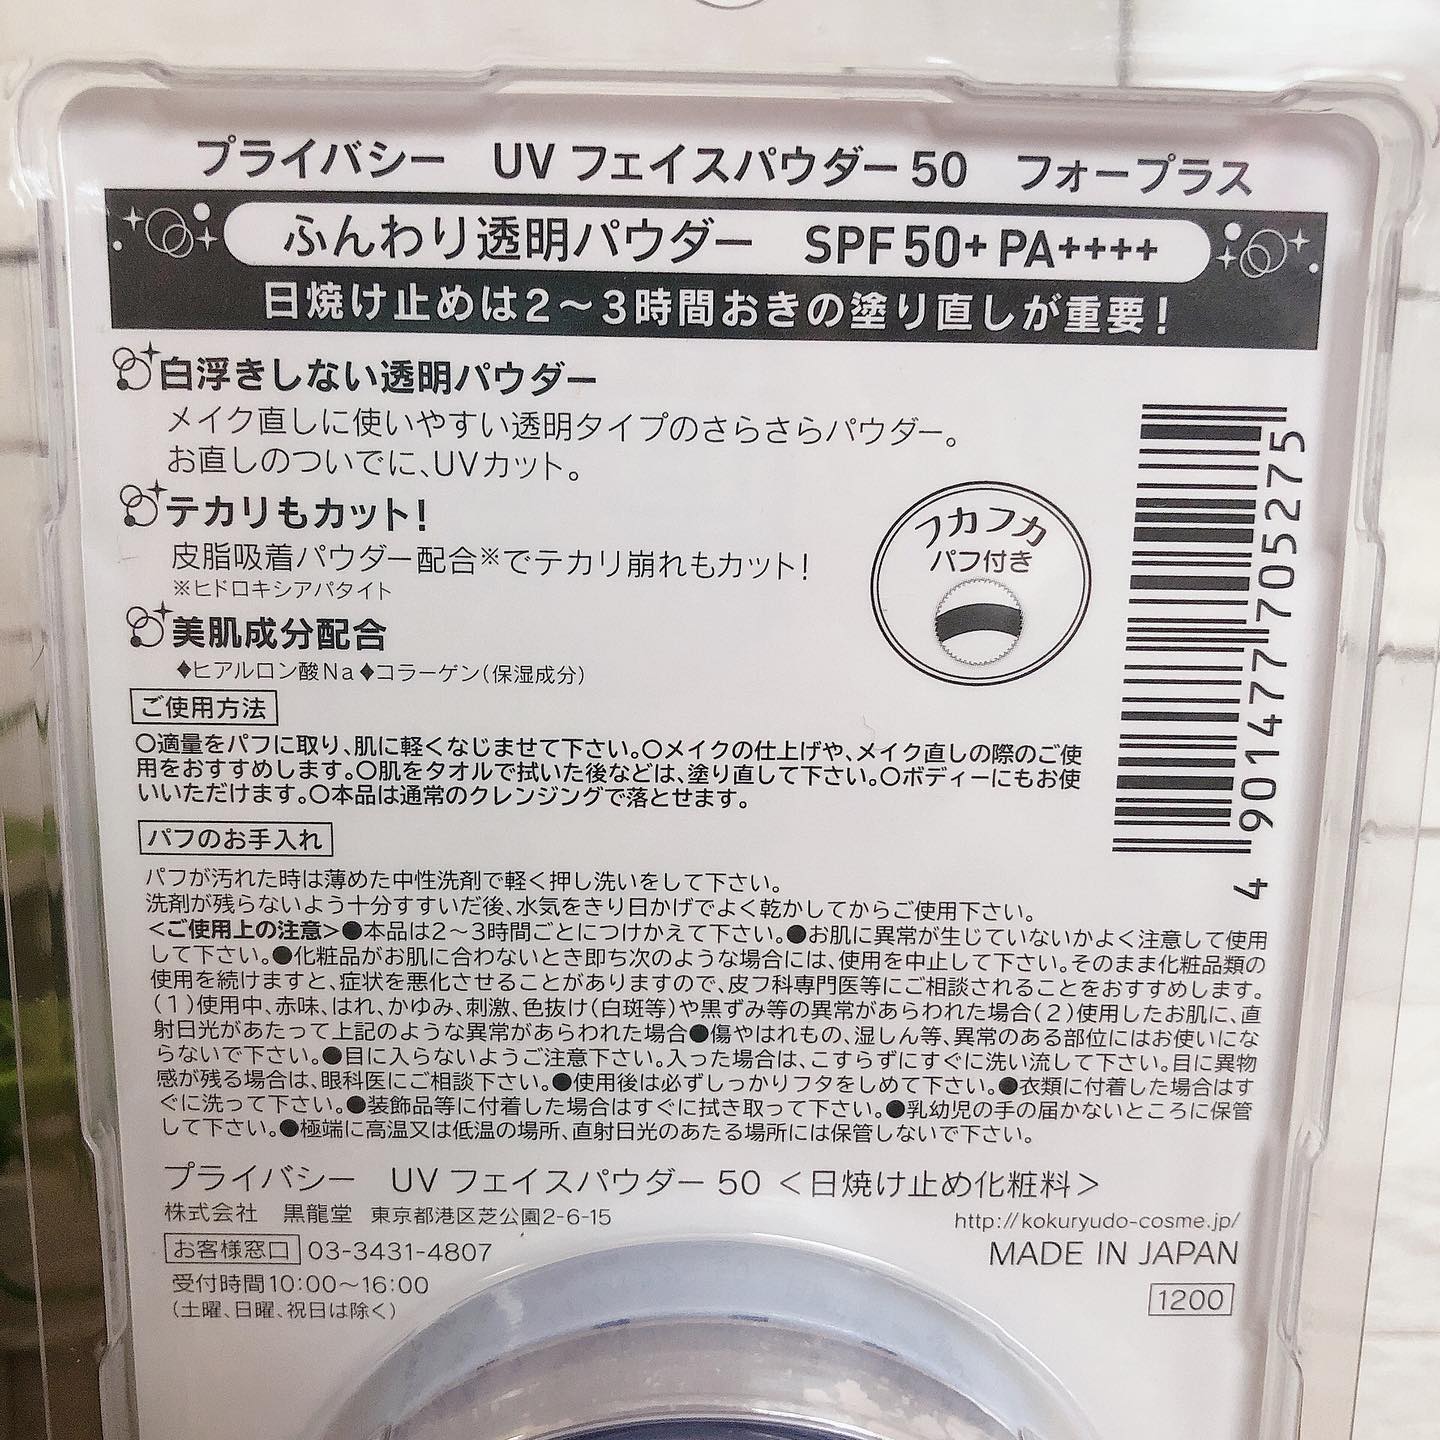 プライバシー UV フェイスパウダー 50 フォープラス
ふんわり透明パウダー SPF50+ PA++++
日焼け止めは2～3時間おきの塗り直しが重要！
白浮きしない透明パウダー
メイク直しに使いやすい透明タイプのさらさらパウダー。
お直しのついでに、UVカット。
テカリもカット！
皮脂吸着パウダー配合※でテカリ崩れもカット！
※ヒドロキシアパタイト
フカフカ
パフ付き
美肌成分配合
♦ヒアルロン酸Na♦コラーゲン（保湿成分）
ご使用方法
○適量をパフに取り、肌に軽くなじませて下さい。○メイクの仕上げや、メイク直しの際のご使
用をおすすめします。○肌をタオルで拭いた後などは、塗り直して下さい。○ボディーにもお使
いいただけます。○本品は通常のクレンジングで落とせます。
4 901477 705275
パフのお手入れ
パフが汚れた時は薄めた中性洗剤で軽く押し洗いをして下さい。
洗剤が残らないよう十分すすいだ後、水気をきり日かげでよく乾かしてからご使用下さい。
＜ご使用上の注意＞●本品は2～3時間ごとにつけかえて下さい。●お肌に異常が生じていないかよく注意して使用
して下さい。●化粧品がお肌に合わないとき即ち次のような場合には、使用を中止して下さい。そのまま化粧品類の
使用を続けますと、症状を悪化させることがありますので、皮フ科専門医等にご相談されることをおすすめします。
（1）使用中、赤味、はれ、かゆみ、刺激、色抜け（白斑等）や黒ずみ等の異常があらわれた場合（2）使用したお肌に、直
射日光があたって上記のような異常があらわれた場合●傷やはれもの、湿しん等、異常のある部位にはお使いにな
らないで下さい。●目に入らないようご注意下さい。入った場合は、こすらずにすぐに洗い流して下さい。目に異物
感が残る場合は、眼科医にご相談下さい。●使用後は必ずしっかりフタをしめて下さい。●衣類に付着した場合はす
ぐに洗って下さい。●装飾品等に付着した場合はすぐに拭き取って下さい。●乳幼児の手の届かないところに保管
して下さい。●極端に高温又は低温の場所、直射日光のあたる場所には保管しないで下さい。
プライバシー UV フェイスパウダー 50 ＜日焼け止め化粧料＞
株式会社 黒龍堂 東京都港区芝公園2-6-15
http://kokuryudo-cosme.jp/
お客様窓口 03-3431-4807
MADE IN JAPAN
受付時間10:00～16:00
（土曜、日曜、祝日は除く）
1200